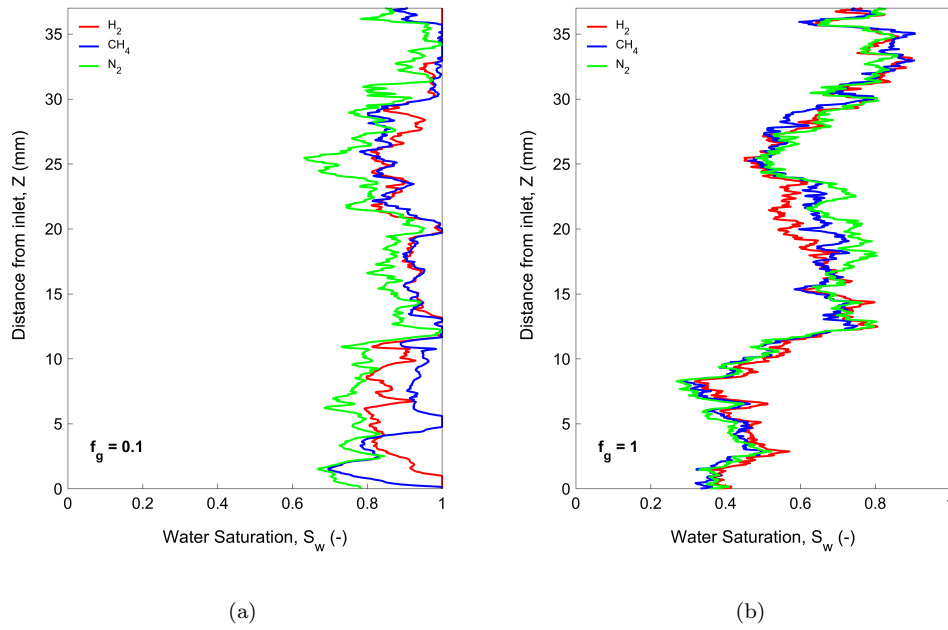 H2
CH4
N2
35
30
25
20
15
10
5
0
Distance from inlet, Z (mm)
fg = 0.1
0 0.2 0.4 0.6 0.8 1
Water Saturation, Sw (-)
(a)
H2
CH4
N2
35
30
25
20
15
10
5
0
Distance from inlet, Z (mm)
fg = 1
0 0.2 0.4 0.6 0.8
Water Saturation, Sw (-)
(b)